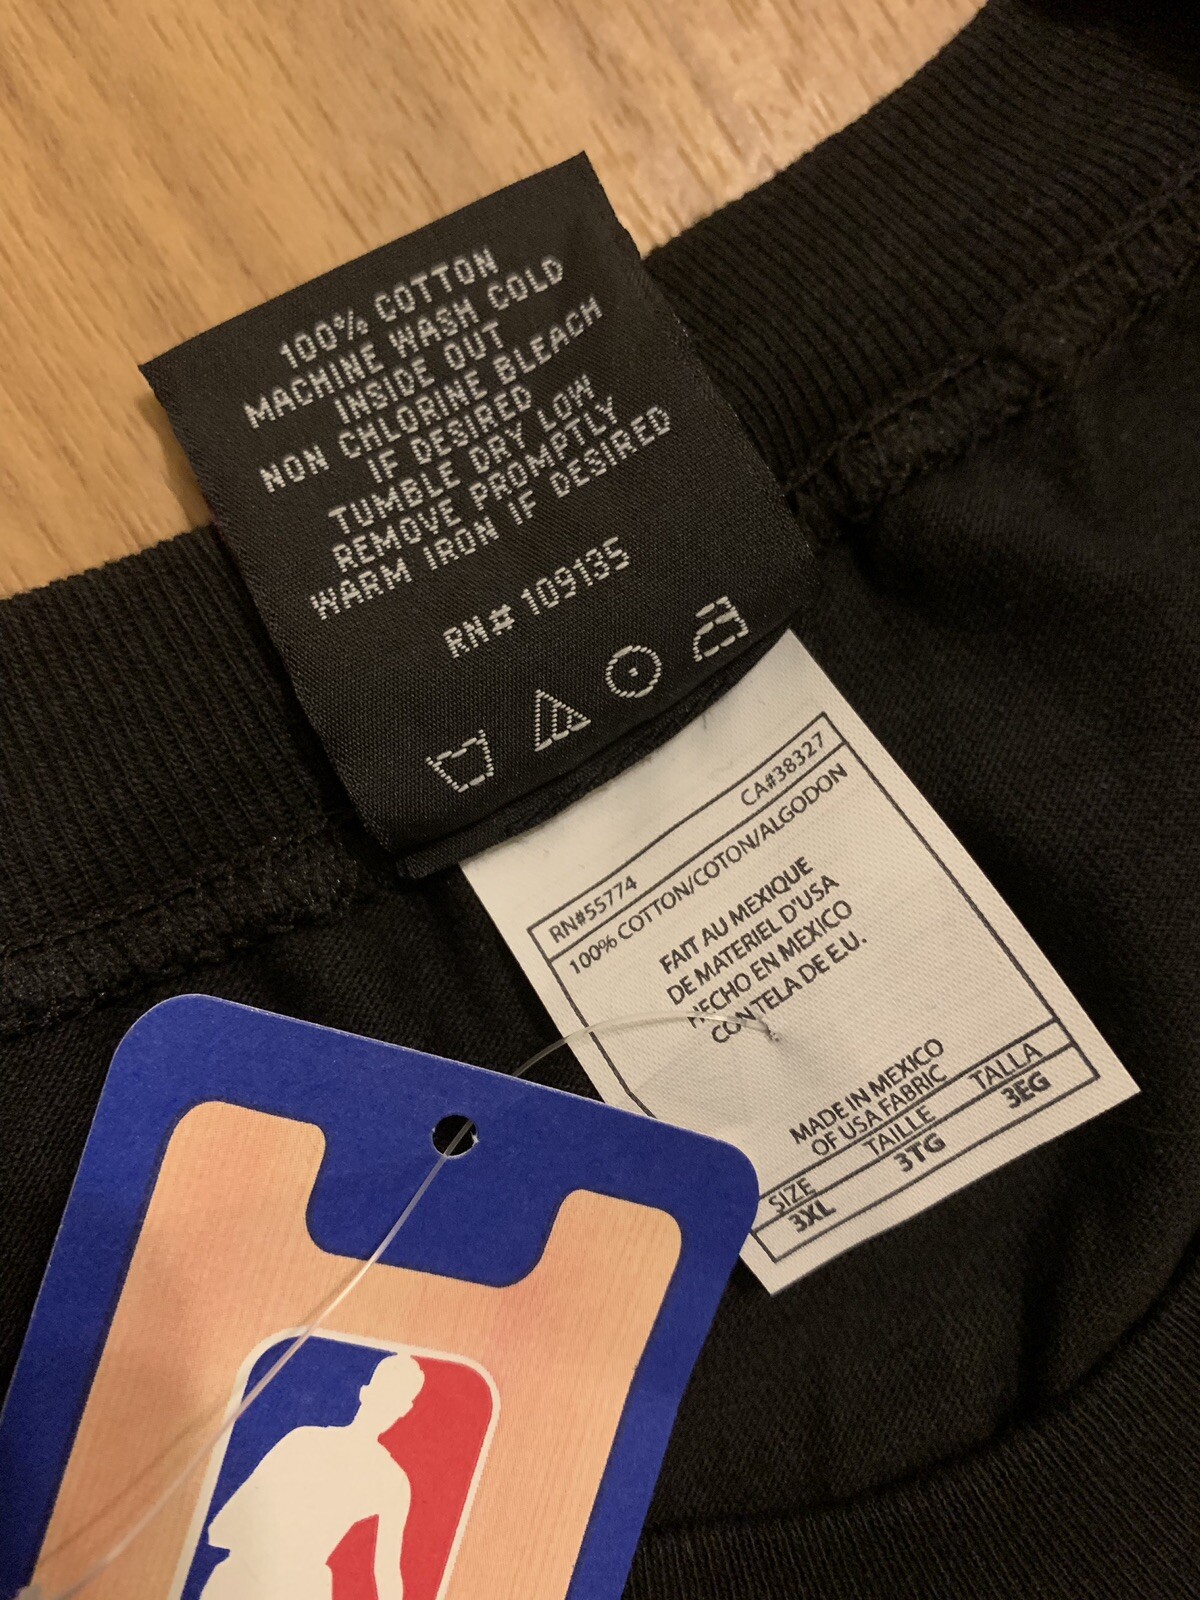 100% COTTON
MACHINE WASH COLD
INSIDE OUT
NON CHLORINE BLEACH
IF DESIRED
TUMBLE DRY LOW
REMOVE PROMPTLY
WARM IRON IF DESIRED
RN# 109135
RN#55774 CA#38327
100% COTTON/COTON/ALGODON
FAIT AU MEXIQUE
DE MATERIEL D'USA
HECHO EN MEXICO
CON TELA DE E.U.
MADE IN MEXICO
OF USA FABRIC
SIZE TAILLE TALLA
3XL 3TG 3EG